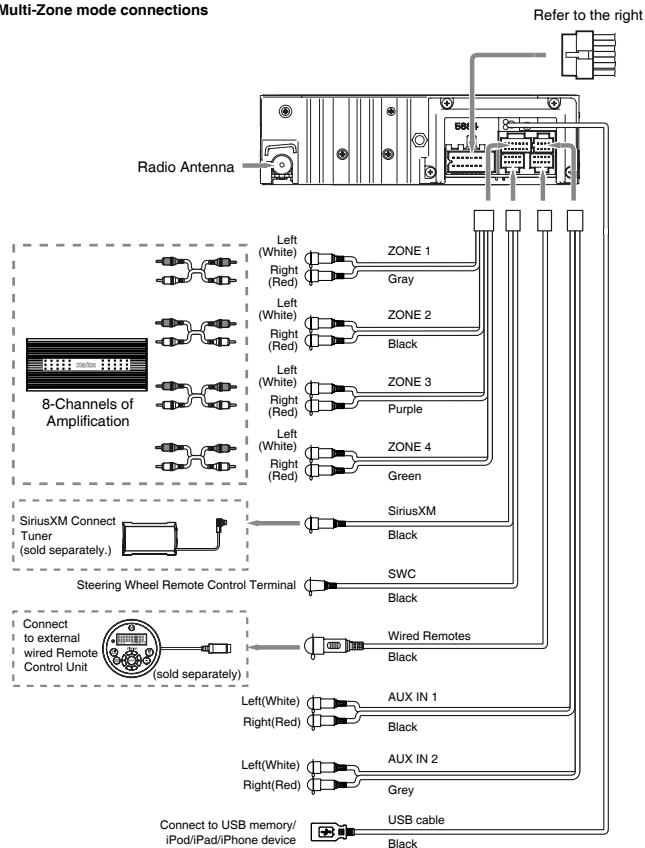 Multi-Zone mode connections
Refer to the right
Radio Antenna
Left
(White)
ZONE 1
Right
(Red)
Gray
Left
(White)
ZONE 2
Right
(Red)
Black
Left
(White)
ZONE 3
Right
(Red)
Purple
Left
(White)
ZONE 4
Right
(Red)
Green
clarion
8-Channels of
Amplification
SiriusXM Connect
Tuner
(sold separately.)
SiriusXM
Black
Steering Wheel Remote Control Terminal
SWC
Black
Connect
to external
wired Remote
Control Unit
(sold separately)
Wired Remotes
Black
Left(White)
AUX IN 1
Right(Red)
Black
Left(White)
AUX IN 2
Right(Red)
Grey
Connect to USB memory/
iPod/iPad/iPhone device
USB cable
Black